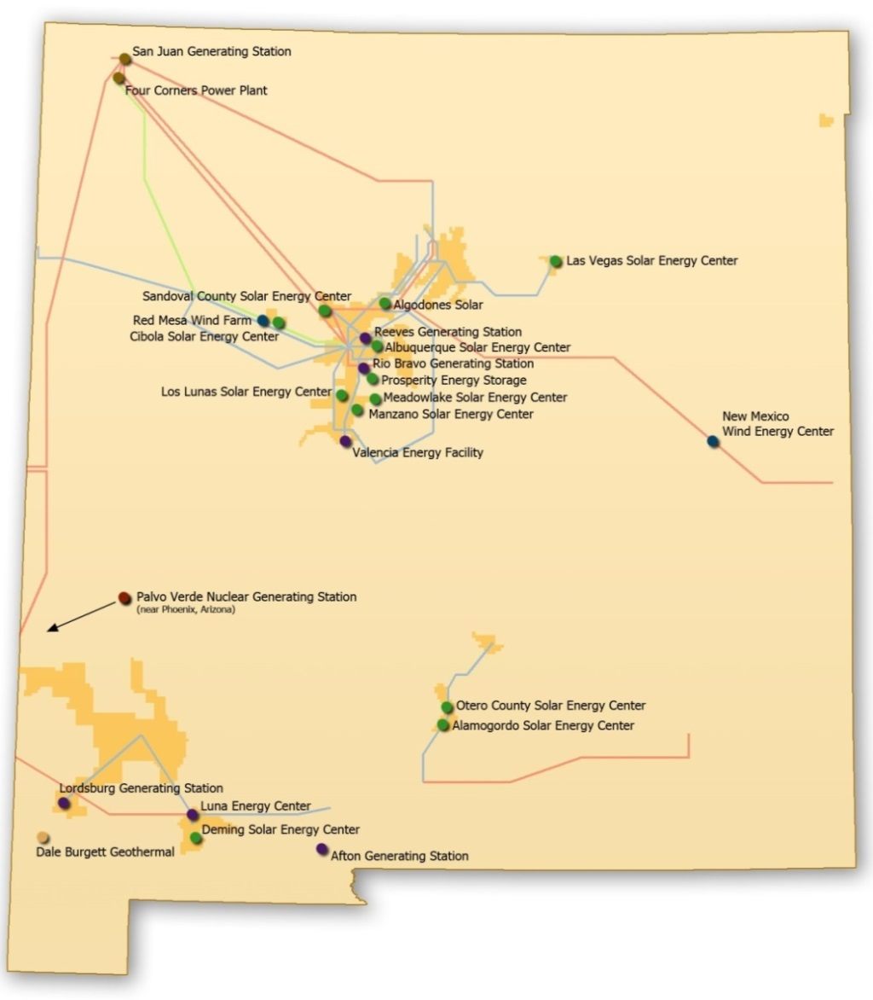 San Juan Generating Station
Four Corners Power Plant
Las Vegas Solar Energy Center
Sandoval County Solar Energy Center
Algodones Solar
Red Mesa Wind Farm
Cibola Solar Energy Center
Reeves Generating Station
Albuquerque Solar Energy Center
Rio Bravo Generating Station
Prosperity Energy Storage
Los Lunas Solar Energy Center
Meadowlake Solar Energy Center
Manzano Solar Energy Center
New Mexico
Wind Energy Center
Valencia Energy Facility
Palvo Verde Nuclear Generating Station
(near Phoenix, Arizona)
Otero County Solar Energy Center
Alamogordo Solar Energy Center
Lordsburg Generating Station
Luna Energy Center
Deming Solar Energy Center
Dale Burgett Geothermal
Afton Generating Station